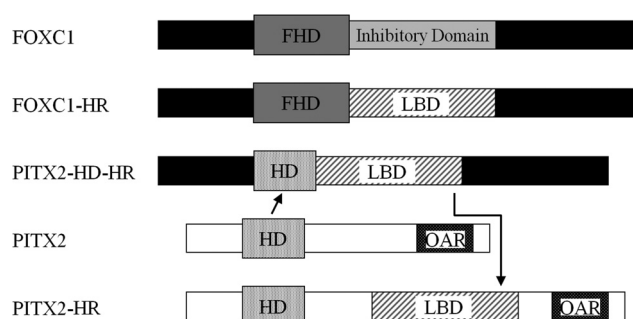 FOXC1 FHD Inhibitory Domain
FOXC1-HR FHD LBD
PITX2-HD-HR HD LBD
PITX2 HD OAR
PITX2-HR HD LBD OAR